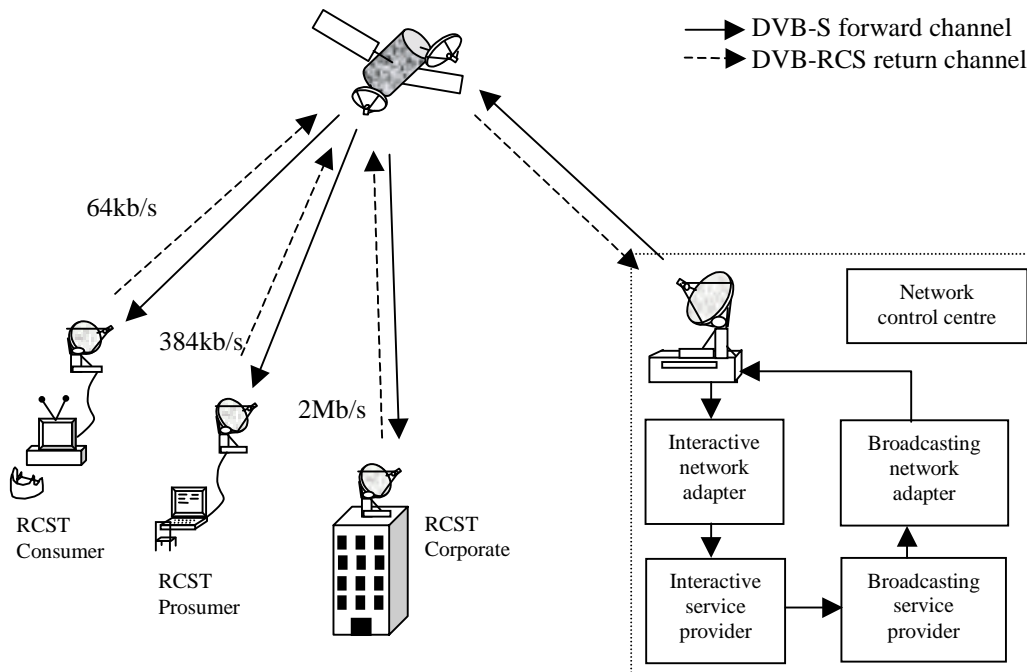 DVB-S forward channel
DVB-RCS return channel
64kb/s
384kb/s
2Mb/s
Network
control centre
Interactive
network
adapter
Broadcasting
network
adapter
RCST
Consumer
RCST
Prosumer
RCST
Corporate
Interactive
service
provider
Broadcasting
service
provider